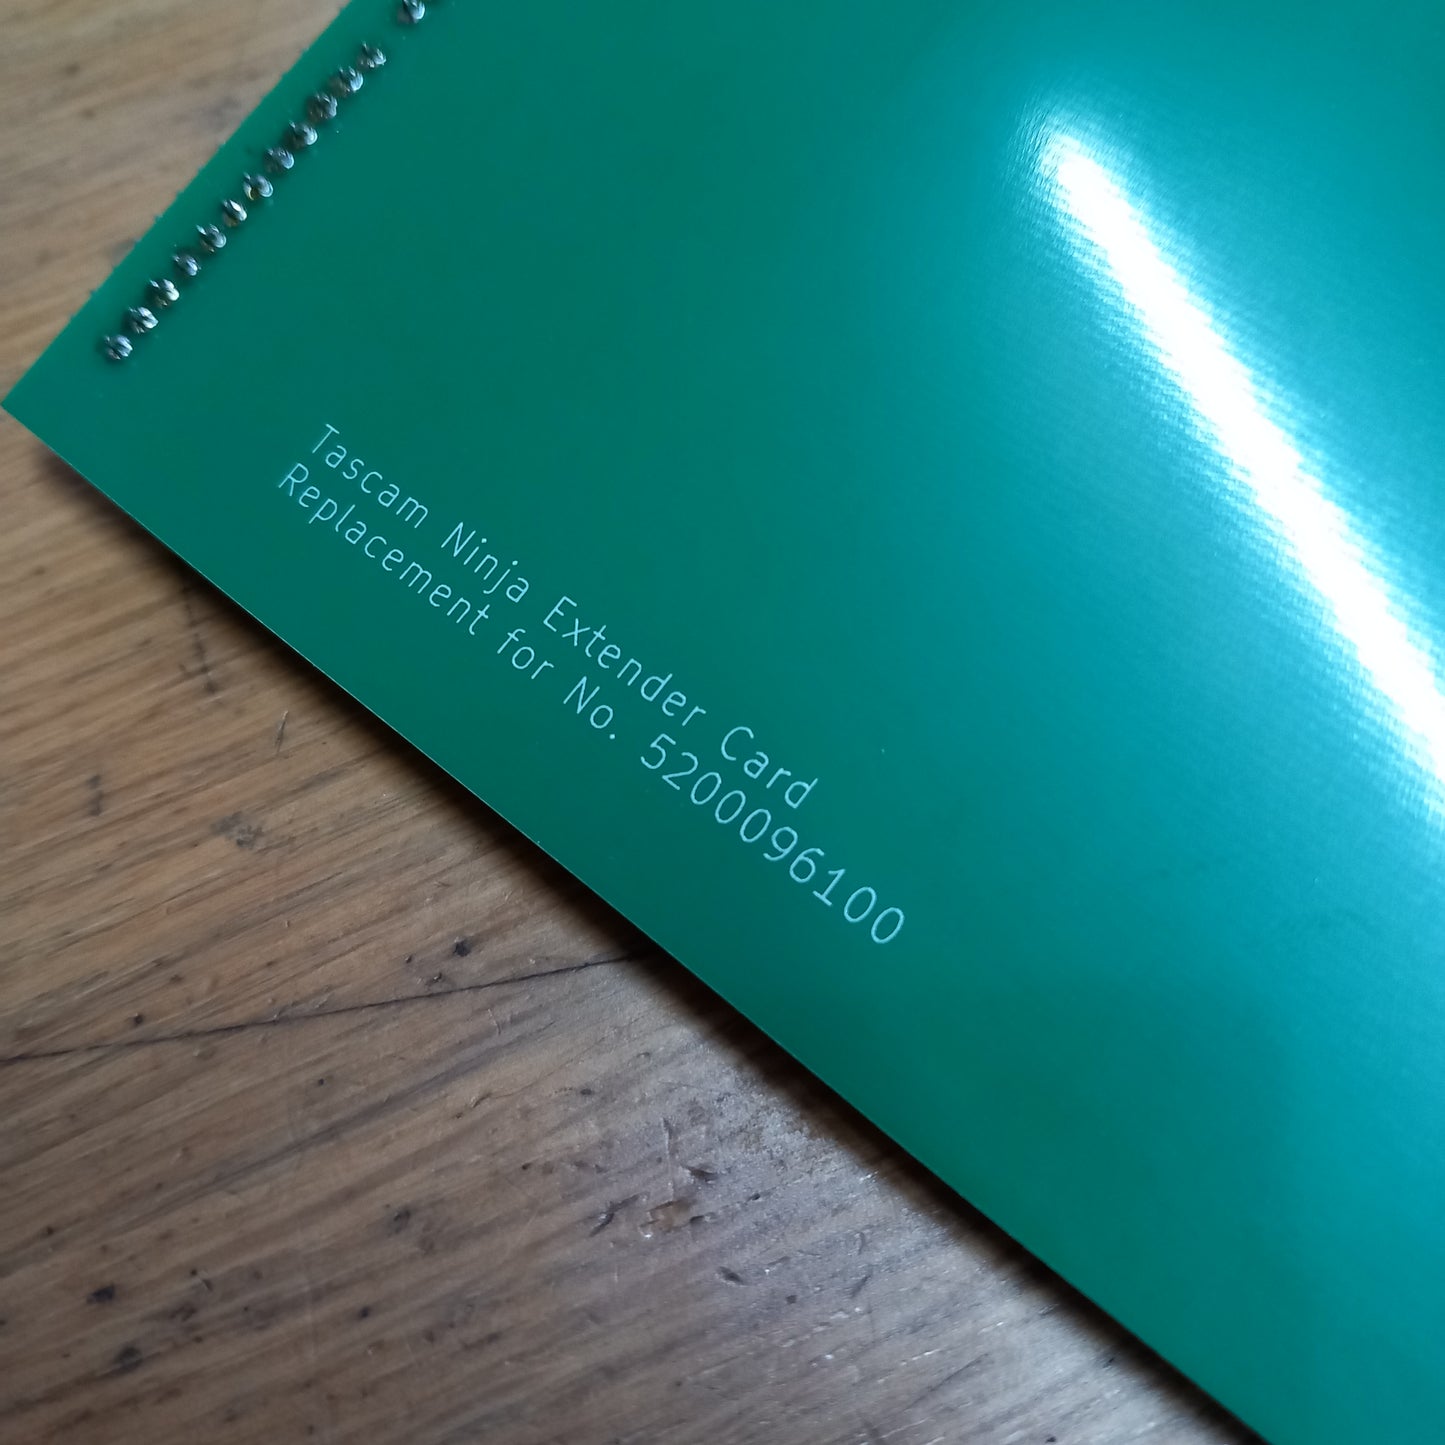 Tascam Ninja Extender Card
Replacement for No. 5200096100